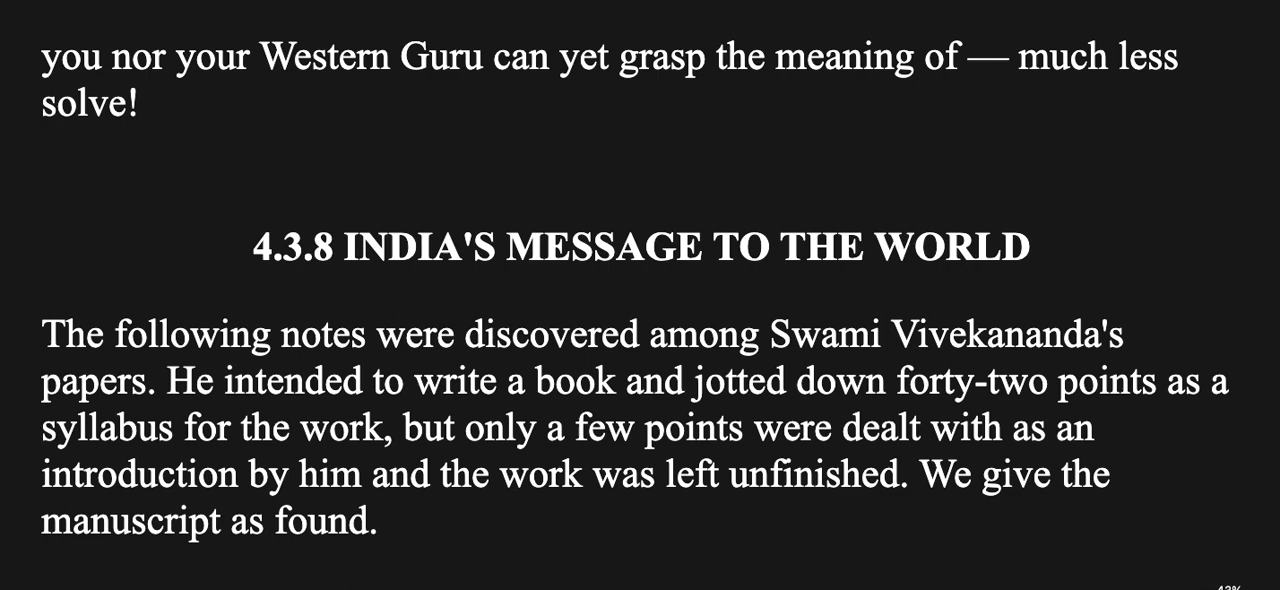 you nor your Western Guru can yet grasp the meaning of — much less
solve!
4.3.8 INDIA'S MESSAGE TO THE WORLD
The following notes were discovered among Swami Vivekananda's
papers. He intended to write a book and jotted down forty-two points as a
syllabus for the work, but only a few points were dealt with as an
introduction by him and the work was left unfinished. We give the
manuscript as found.